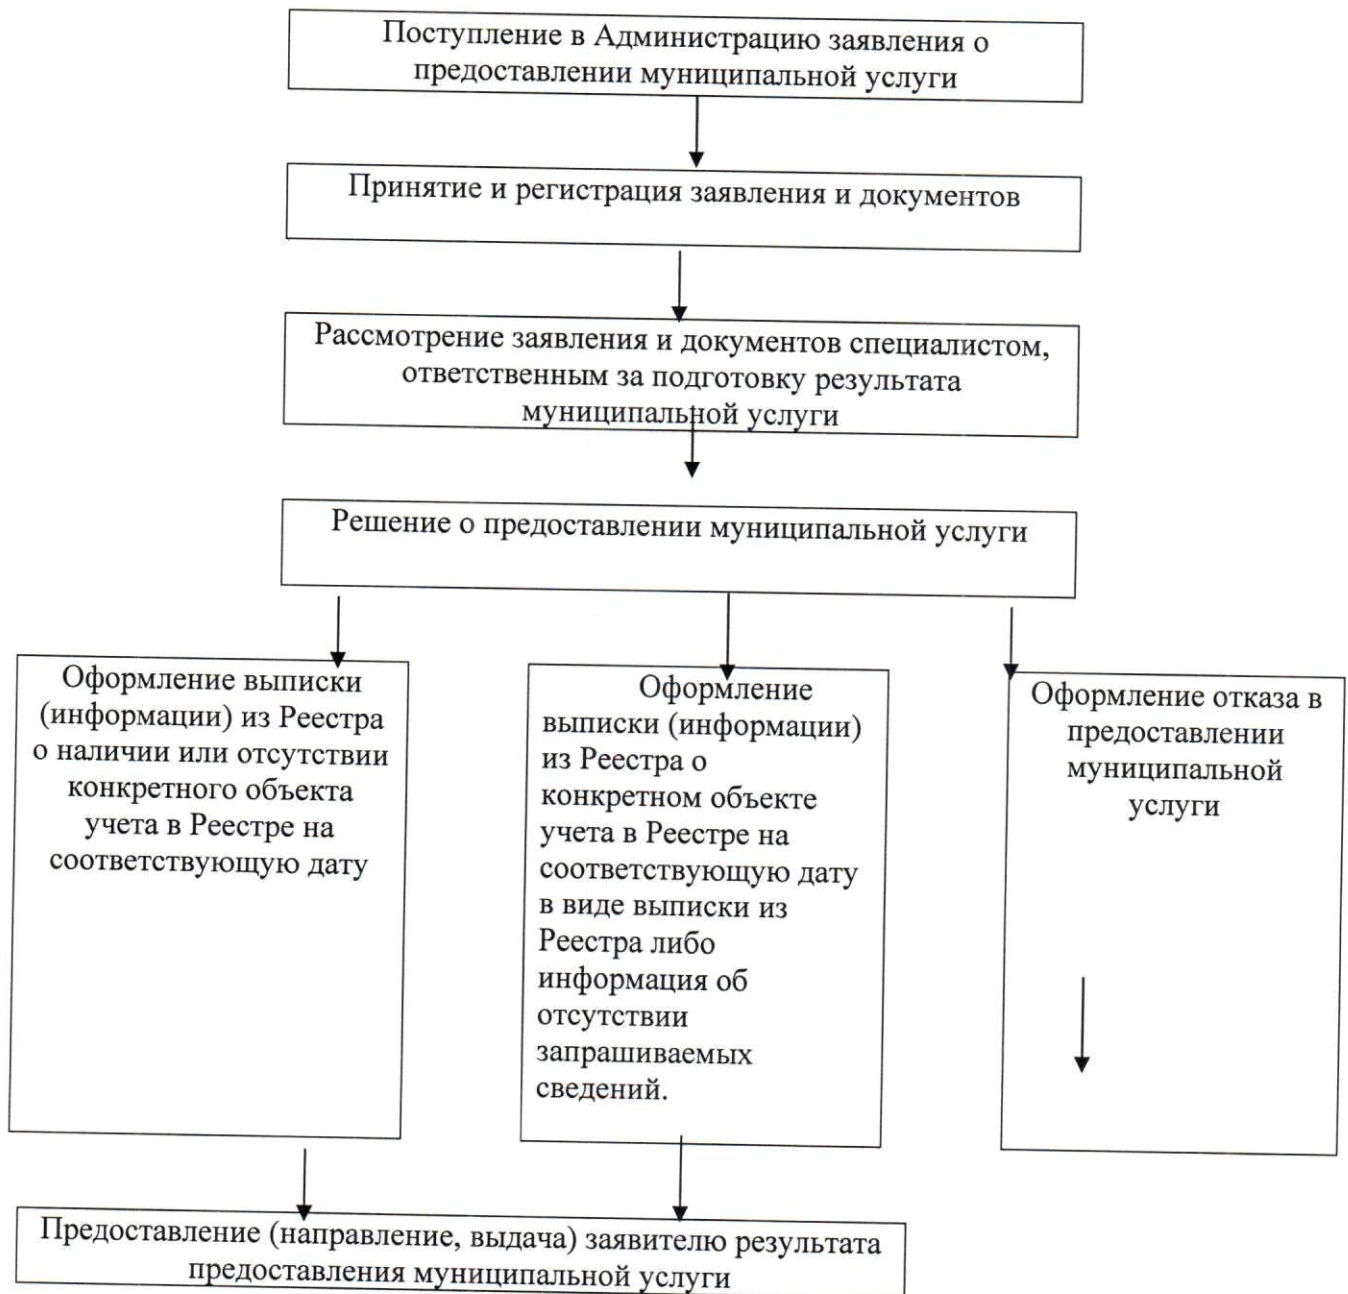 Поступление в Администрацию заявления о
предоставлении муниципальной услуги
Принятие и регистрация заявления и документов
Рассмотрение заявления и документов специалистом,
ответственным за подготовку результата
муниципальной услуги
Решение о предоставлении муниципальной услуги
Оформление выписки
(информации) из Реестра
о наличии или отсутствии
конкретного объекта
учета в Реестре на
соответствующую дату
Оформление
выписки (информации)
из Реестра о
конкретном объекте
учета в Реестре на
соответствующую дату
в виде выписки из
Реестра либо
информация об
отсутствии
запрашиваемых
сведений.
Оформление отказа в
предоставлении
муниципальной
услуги
Предоставление (направление, выдача) заявителю результата
предоставления муниципальной услуги